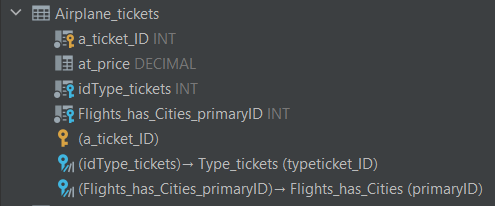 Airplane_tickets
a_ticket_ID INT
at_price DECIMAL
idType_tickets INT
Flights_has_Cities_primaryID INT
(a_ticket_ID)
(idType_tickets)→ Type_tickets (typeticket_ID)
(Flights_has_Cities_primaryID)→ Flights_has_Cities (primaryID)